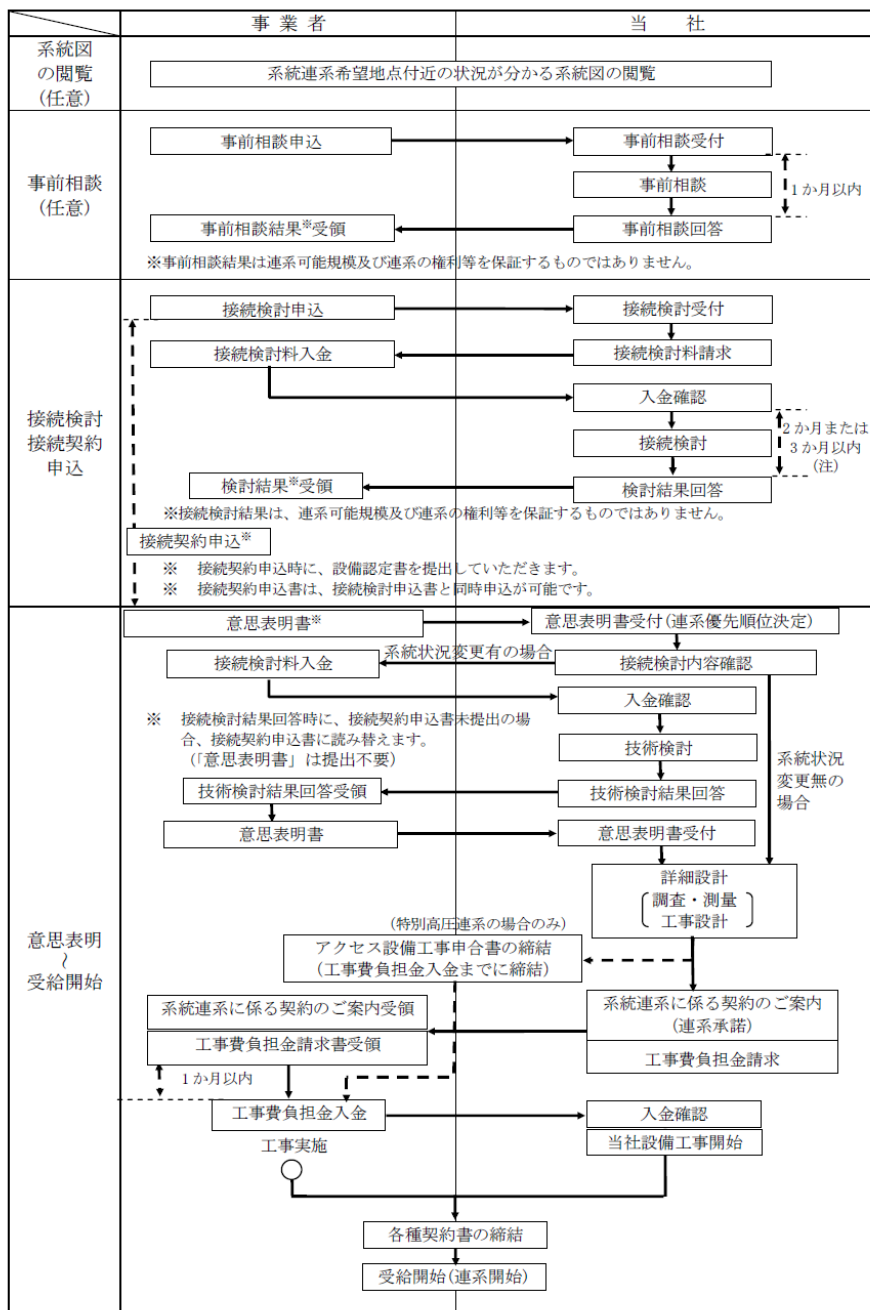 事業者 当社
系統図
の閲覧
(任意)
系統連系希望地点付近の状況が分かる系統図の閲覧
事前相談
(任意)
事前相談申込
事前相談受付
事前相談
1か月以内
事前相談結果※受領
事前相談回答
※事前相談結果は連系可能規模及び連系の権利等を保証するものではありません。
接続検討
接続契約
申込
接続検討申込
接続検討受付
接続検討料入金
接続検討料請求
入金確認
接続検討
2か月または
3か月以内
(注)
検討結果※受領
検討結果回答
※接続検討結果は、連系可能規模及び連系の権利等を保証するものではありません。
接続契約申込※
※ 接続契約申込時に、設備認定書を提出していただきます。
※ 接続契約申込書は、接続検討申込書と同時申込が可能です。
意思表明
~
受給開始
意思表明書※
意思表明書受付(連系優先順位決定)
系統状況変更有の場合
接続検討料入金
接続検討内容確認
入金確認
※ 接続検討結果回答時に、接続契約申込書未提出の場
合、接続契約申込書に読み替えます。
(「意思表明書」は提出不要)
技術検討
系統状況
変更無の
場合
技術検討結果回答受領
技術検討結果回答
意思表明書
意思表明書受付
詳細設計
調査・測量
工事設計
(特別高圧連系の場合のみ)
アクセス設備工事申合書の締結
(工事費負担金入金までに締結)
系統連系に係る契約のご案内受領
系統連系に係る契約のご案内
(連系承諾)
工事費負担金請求書受領
工事費負担金請求
1か月以内
工事費負担金入金
入金確認
工事実施
当社設備工事開始
各種契約書の締結
受給開始(連系開始)